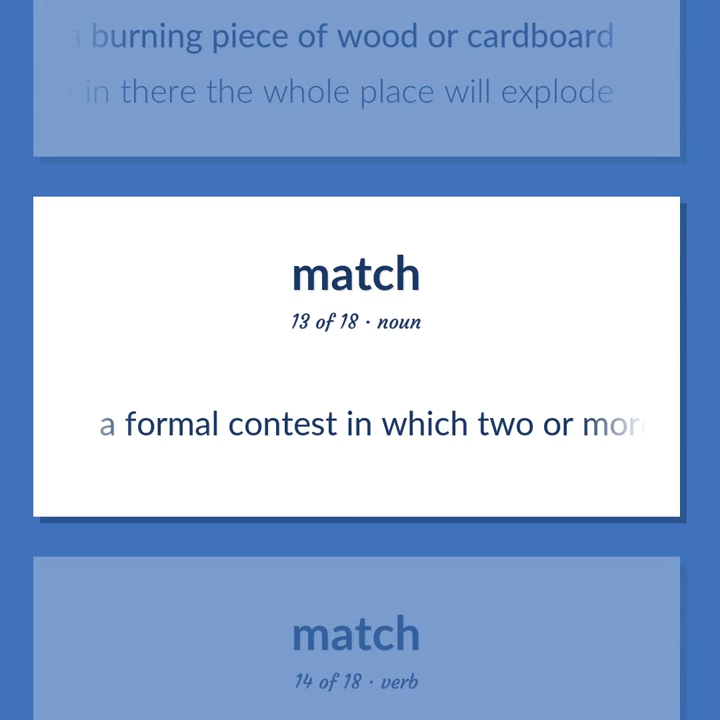 a burning piece of wood or cardboard
in there the whole place will explode
match
13 of 18 · noun
a formal contest in which two or more
match
14 of 18 · verb